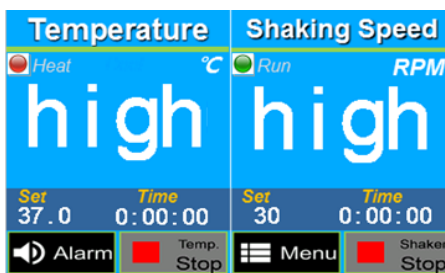 Temperature
Heat °C
high
Set Time
37.0 0:00:00
Alarm Temp. Stop
Shaking Speed
Run RPM
high
Set Time
30 0:00:00
Menu Shaker Stop